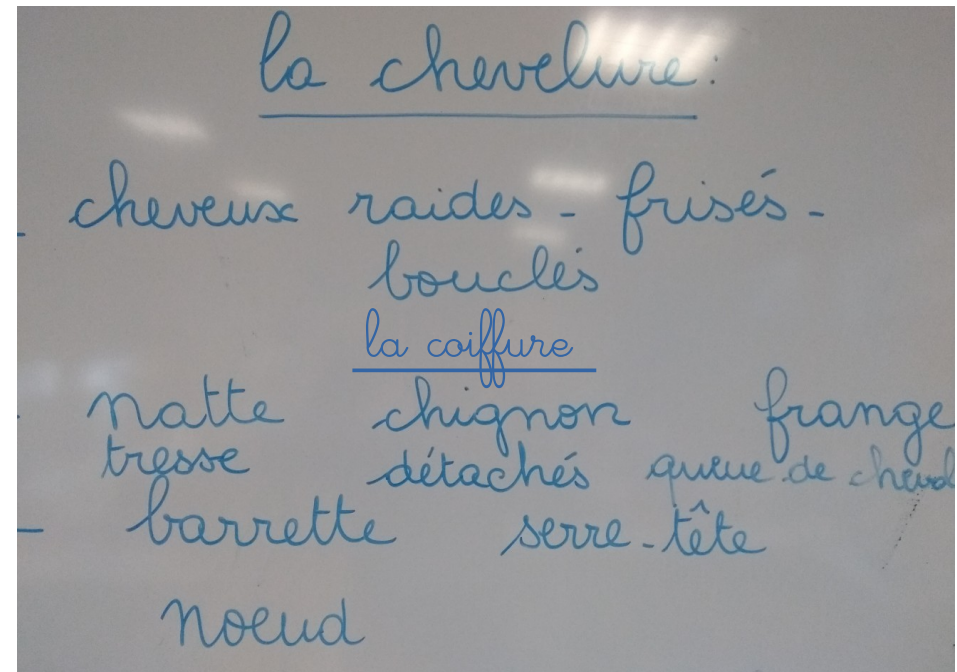 la chevelure :
- cheveux raides - frisés -
bouclés
la coiffure
- natte chignon frange
tresse détachés queue de cheval
- barrette serre-tête
noeud